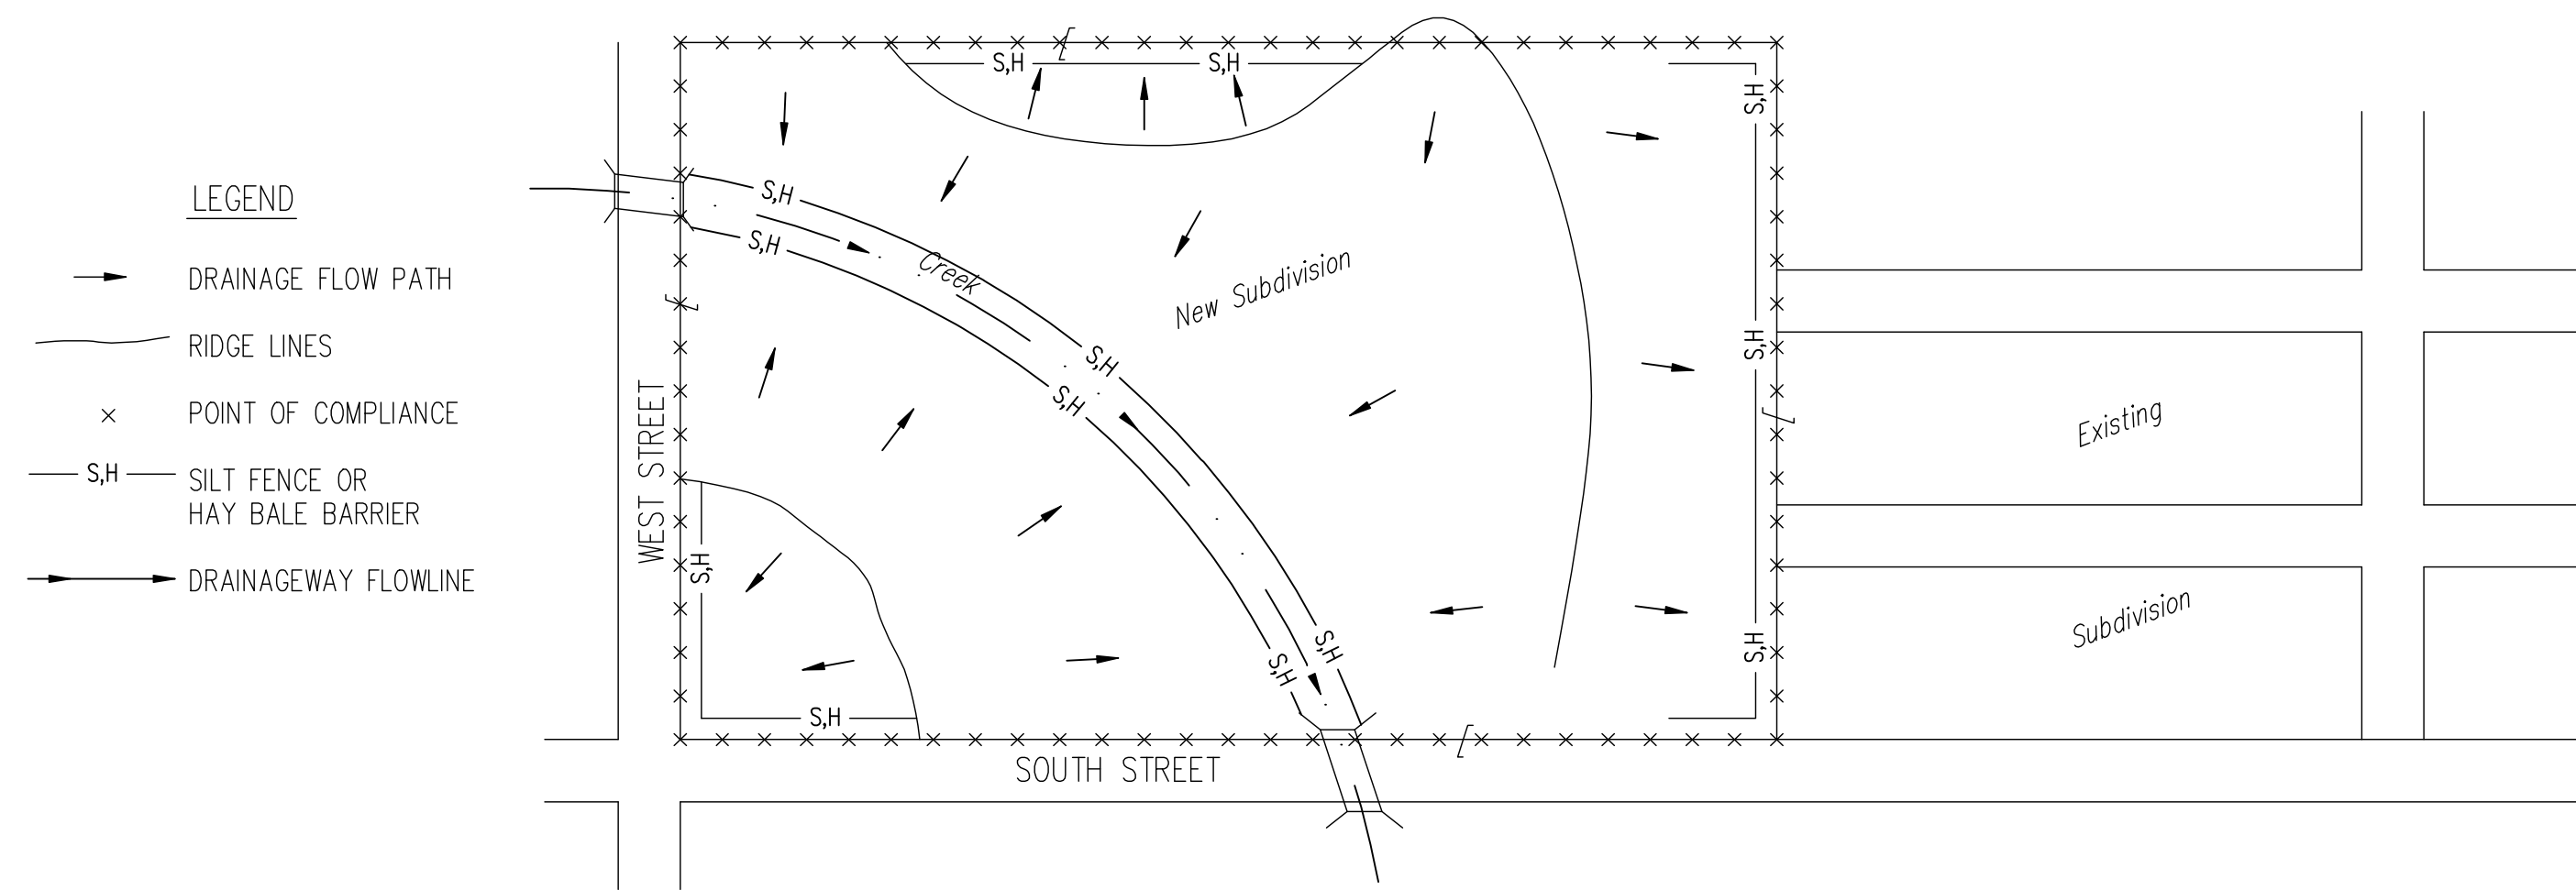 LEGEND
DRAINAGE FLOW PATH
RIDGE LINES
POINT OF COMPLIANCE
S,H
SILT FENCE OR
HAY BALE BARRIER
DRAINAGEWAY FLOWLINE
S,H
S,H
S,H
S,H
S,H
Creek
New Subdivision
S,H
S,H
S,H
WEST STREET
Existing
S,H
Subdivision
S,H
S,H
S,H
S,H
SOUTH STREET